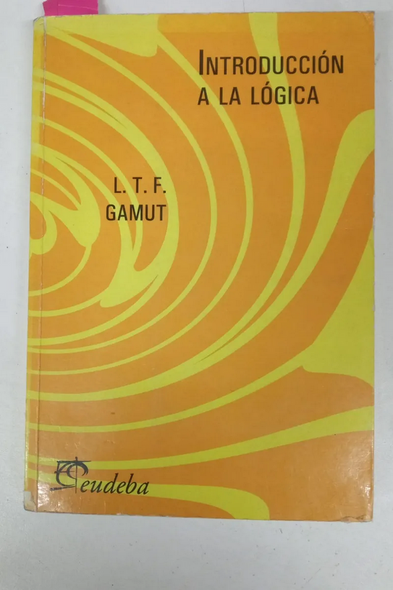 INTRODUCCIÓN
A LA LÓGICA
L. T. F.
GAMUT
eudeba